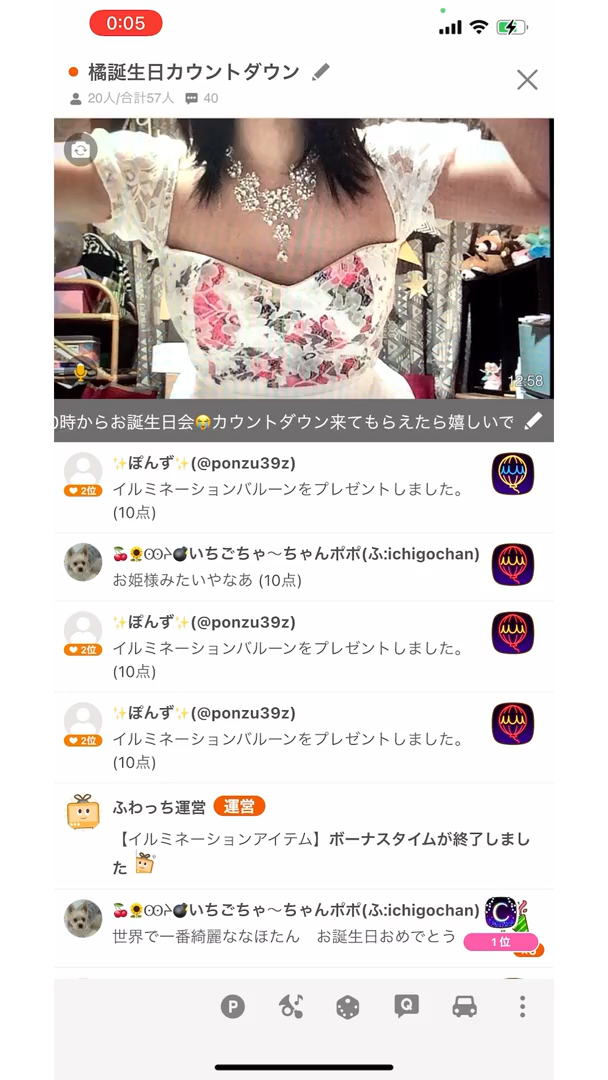 0:05
橘誕生日カウントダウン
20人/合計57人 40
12:58
0時からお誕生日会😭カウントダウン来てもらえたら嬉しいで
✨ぽんず✨(@ponzu39z)
2位
イルミネーションバルーンをプレゼントしました。
(10点)
いちごちゃ〜ちゃんポポ(ふ:ichigochan)
お姫様みたいやなあ (10点)
✨ぽんず✨(@ponzu39z)
2位
イルミネーションバルーンをプレゼントしました。
(10点)
✨ぽんず✨(@ponzu39z)
2位
イルミネーションバルーンをプレゼントしました。
(10点)
ふわっち運営 運営
【イルミネーションアイテム】ボーナスタイムが終了しまし
た
いちごちゃ〜ちゃんポポ(ふ:ichigochan)
C
世界で一番綺麗ななほたん お誕生日おめでとう
1位
P
Q